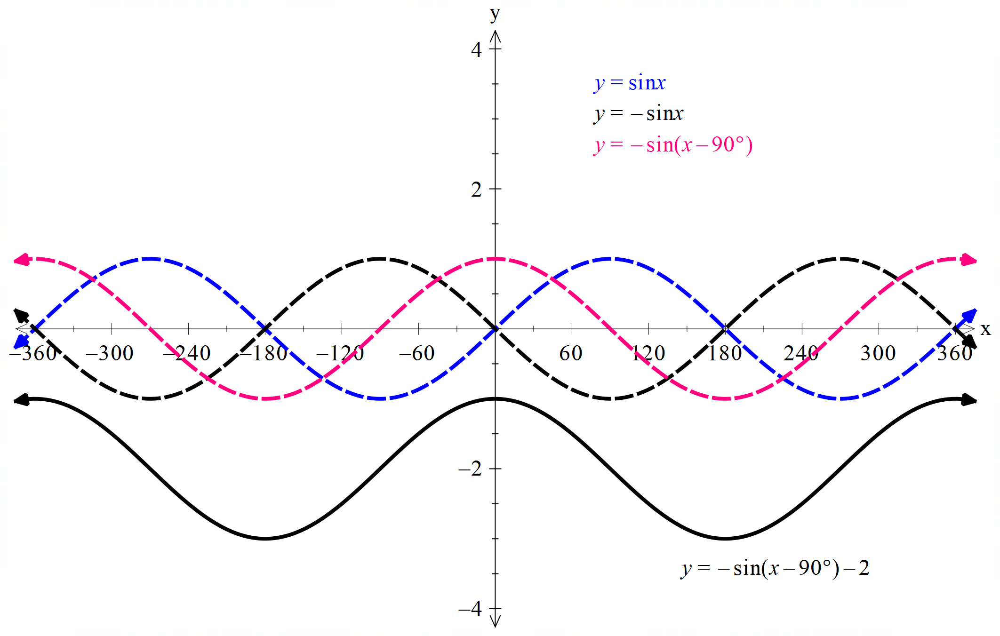 y
4
y = sinx
y = −sinx
y = −sin(x−90°)
2
x
−360 −300 −240 −180 −120 −60 60 120 180 240 300 360
−2
y = −sin(x−90°)−2
−4